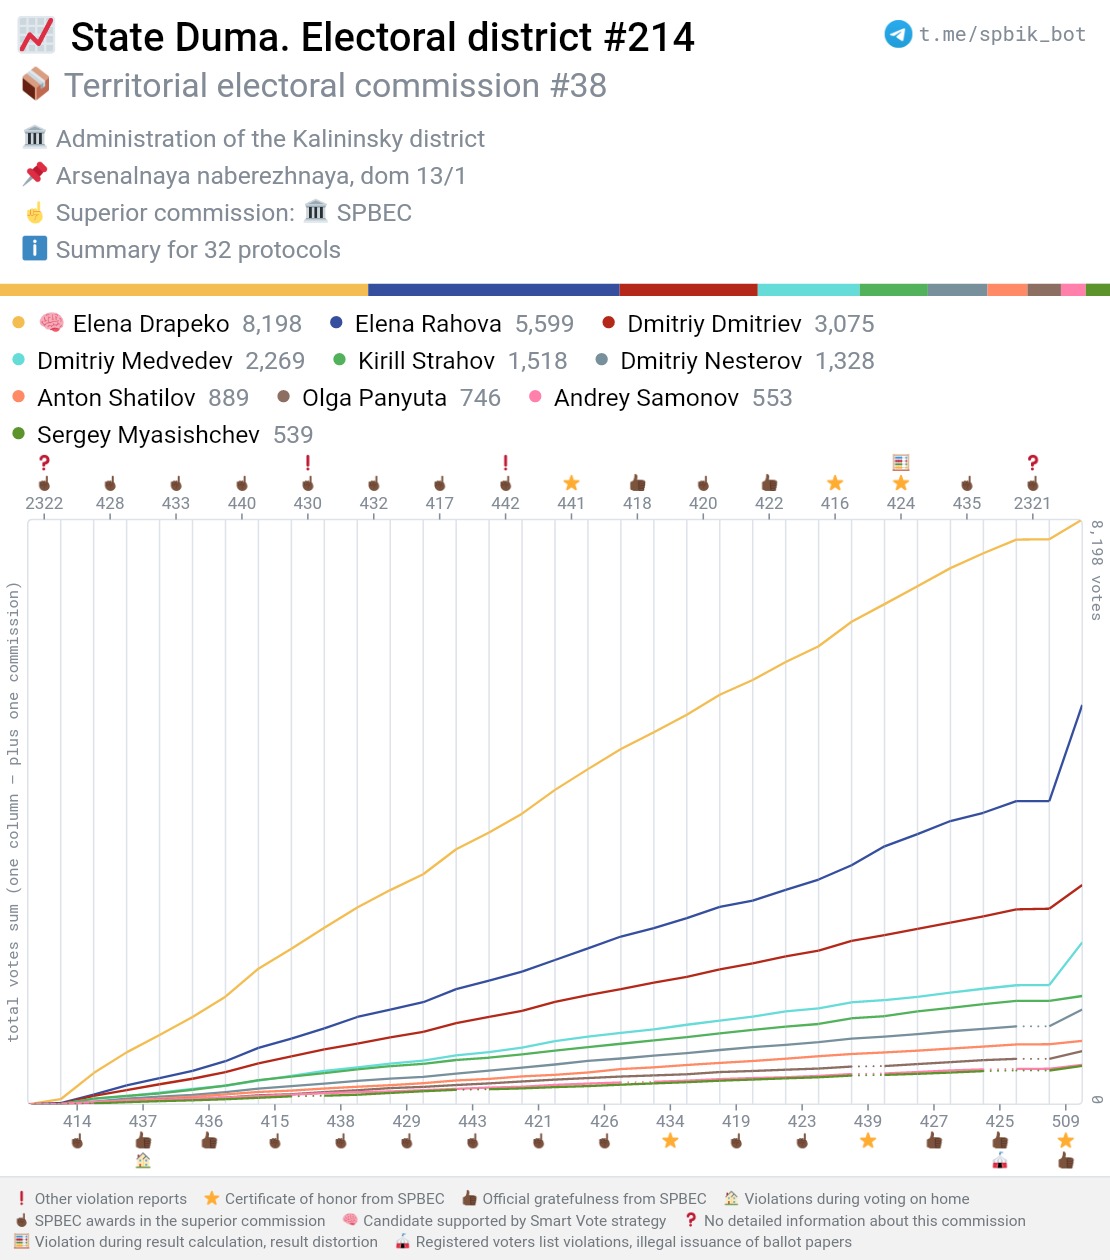 State Duma. Electoral district #214
t.me/spbik_bot
Territorial electoral commission #38
Administration of the Kalininsky district
Arsenalnaya naberezhnaya, dom 13/1
Superior commission: SPBEC
Summary for 32 protocols
Elena Drapeko 8,198 Elena Rahova 5,599 Dmitriy Dmitriev 3,075
Dmitriy Medvedev 2,269 Kirill Strahov 1,518 Dmitriy Nesterov 1,328
Anton Shatilov 889 Olga Panyuta 746 Andrey Samonov 553
Sergey Myasishchev 539
2322 428 433 440 430 432 417 442 441 418 420 422 416 424 435 2321
8,198 votes
total votes sum (one column – plus one commission)
0
414 437 436 415 438 429 443 421 426 434 419 423 439 427 425 509
Other violation reports Certificate of honor from SPBEC Official gratefulness from SPBEC Violations during voting on home
SPBEC awards in the superior commission Candidate supported by Smart Vote strategy No detailed information about this commission
Violation during result calculation, result distortion Registered voters list violations, illegal issuance of ballot papers